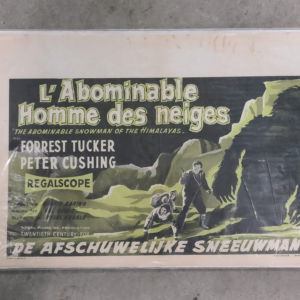 L'Abominable
Homme des neiges
"THE ABOMINABLE SNOWMAN OF THE HIMALAYAS"
FORREST TUCKER
PETER CUSHING
REGALSCOPE
TWENTIETH CENTURY-FOX
DE AFSCHUWELIJKE SNEEUWMAN